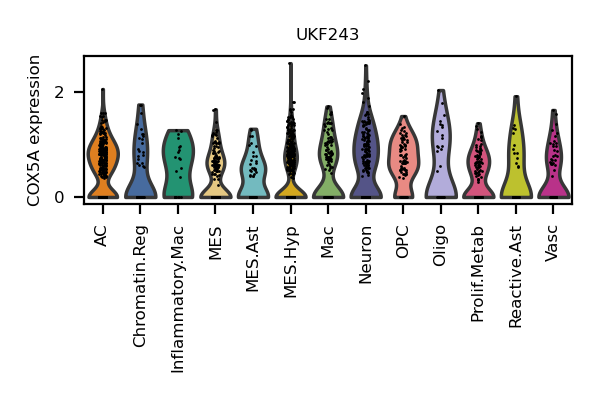 UKF243
COX5A expression
2
0
AC
Chromatin.Reg
Inflammatory.Mac
MES
MES.Ast
MES.Hyp
Mac
Neuron
OPC
Oligo
Prolif.Metab
Reactive.Ast
Vasc